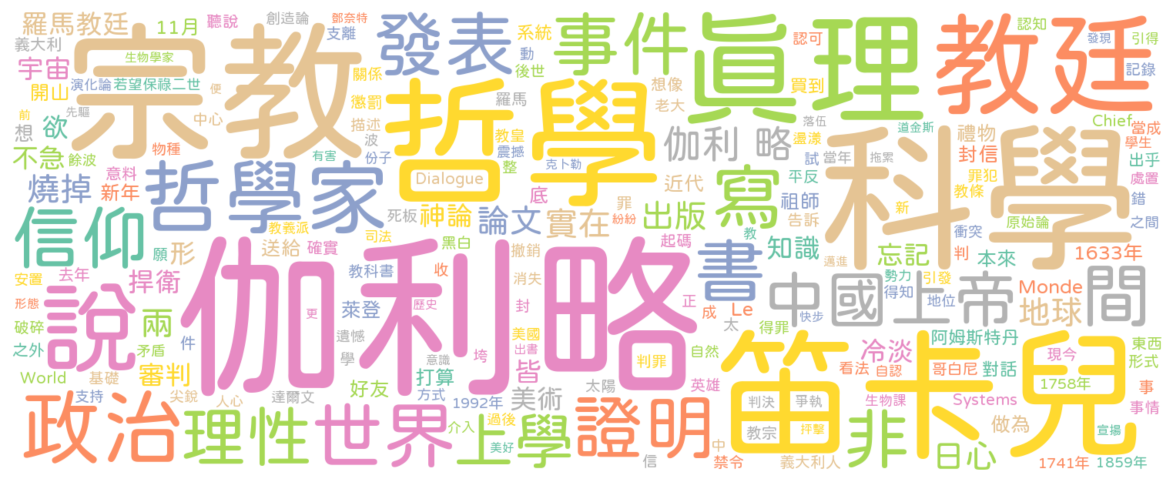 羅馬教廷
11月
聽說
創造論
鄧奈特
支離
義大利
宇宙
生物學家
宗教
關係
發表
系統
動
後世
事件
真理
認可
認知
發現
引得
記錄
教廷
演化論
若望保祿二世
便
開山
先驅
前
想
欲
中心
懲罰
描述
波
哲學
羅馬
想像
老大
買到
落伍
道金斯
Chief
當成
學生
禮物
封信
出乎
不急
餘波
物種
意料
有害
份子
教皇
震撼
整
克卜勒
伽利 略
盪漾
試
當年
拖累
平反
科學
罪犯
教條
處置
錯
燒掉
新年
哲學家
Dialogue
底
罪
近代
祖師
告訴
新
原始論
之間
衝突
信仰
教義派
死板
神論
論文
實在
紛紛
出版
寫
教
知識
忘記
判
本來
1633年
願
形
送給
確實
司法
黑白
撤銷
起碼
書
邁進
安置
去年
捍衛
教科書
收
消失
正
得知
勢力
引發
地位
Monde
地球
間
形態
說
伽利略
歷史
萊登
封
成
Le
太
中國
快步
上帝
破碎
兩
更
遺憾
美國
得罪
阿姆斯特丹
東西
之外
矛盾
件
學
意識
垮
出書
皆
判罪
自然
笛卡兒
冷淡
看法
自認
現今
哥白尼
對話
形式
World
基礎
審判
好友
打算
1758年
支持
尖銳
達爾文
方式
1992年
美術
太陽
英雄
判決
爭執
生物課
Systems
事
事情
政治
理性
人心
世界
介入
過後
上學
美好
證明
中
教宗
抨擊
非
做為
宣揚
日心
信
禁令
義大利人
1741年
1859年